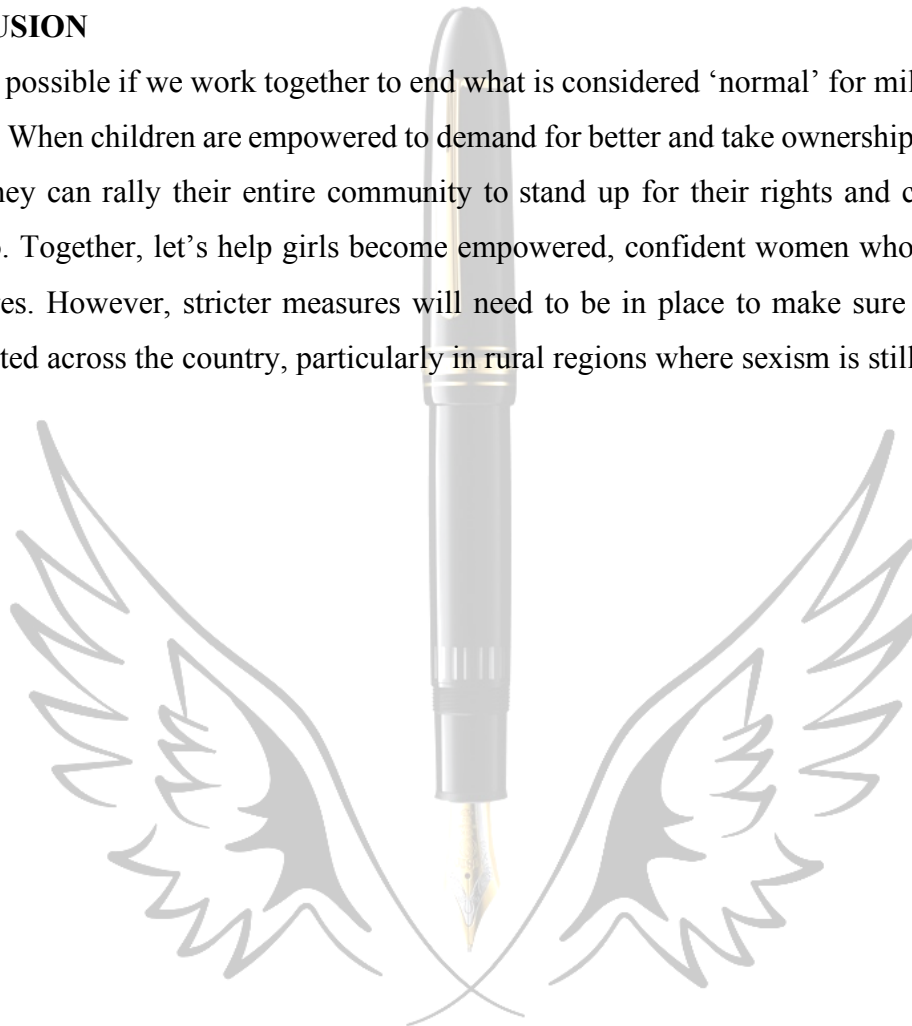 USION
possible if we work together to end what is considered ‘normal’ for mil
. When children are empowered to demand for better and take ownership
ney can rally their entire community to stand up for their rights and c
. Together, let’s help girls become empowered, confident women who
es. However, stricter measures will need to be in place to make sure
ted across the country, particularly in rural regions where sexism is still